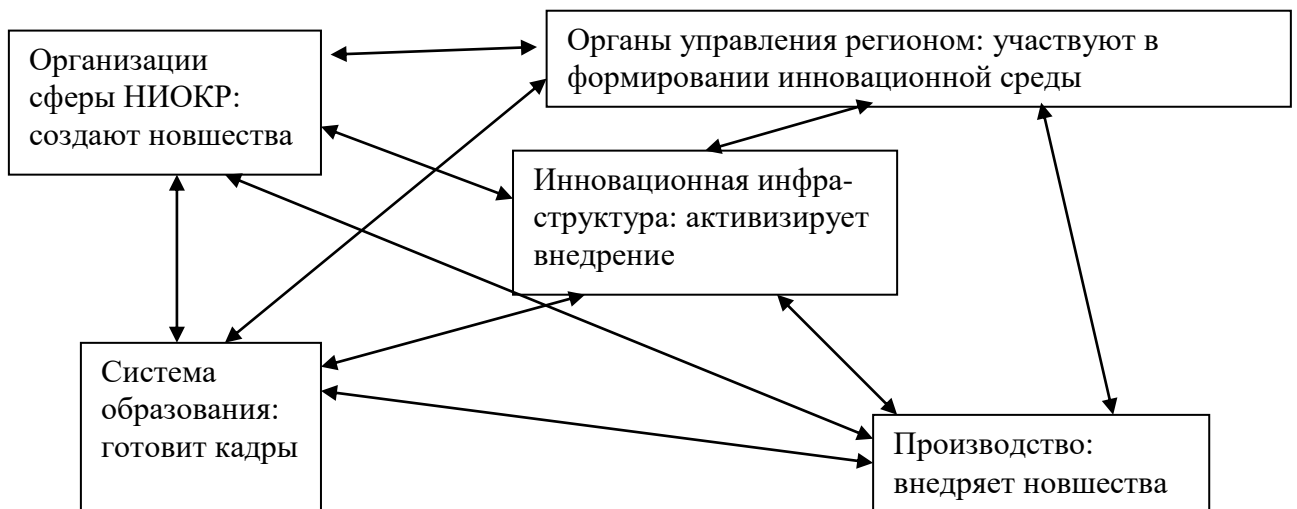 Организации
сферы НИОКР:
создают новшества
Органы управления регионом: участвуют в
формировании инновационной среды
Инновационная инфра-
структура: активизирует
внедрение
Система
образования:
готовит кадры
Производство:
внедряет новшества